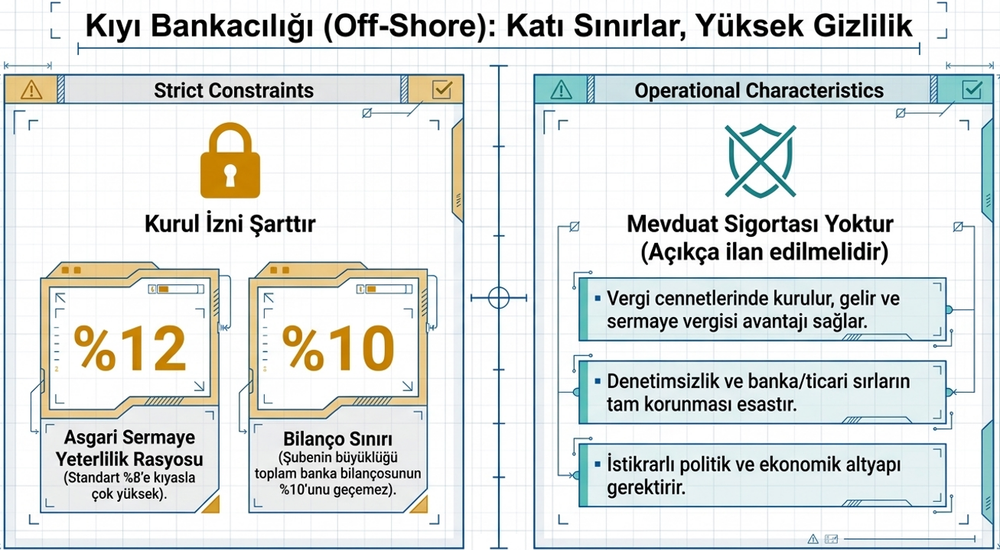 Kıyı Bankacılığı (Off-Shore): Katı Sınırlar, Yüksek Gizlilik
Strict Constraints
Kurul İzni Şarttır
%12
Asgari Sermaye
Yeterlilik Rasyosu
(Standart %8'e kıyasla
çok yüksek).
%10
Bilanço Sınırı
(Şubenin büyüklüğü
toplam banka bilançosunun
%10'unu geçemez).
Operational Characteristics
Mevduat Sigortası Yoktur
(Açıkça ilan edilmelidir)
▪ Vergi cennetlerinde kurulur, gelir ve
sermaye vergisi avantajı sağlar.
▪ Denetimsizlik ve banka/ticari sırların
tam korunması esastır.
▪ İstikrarlı politik ve ekonomik altyapı
gerektirir.